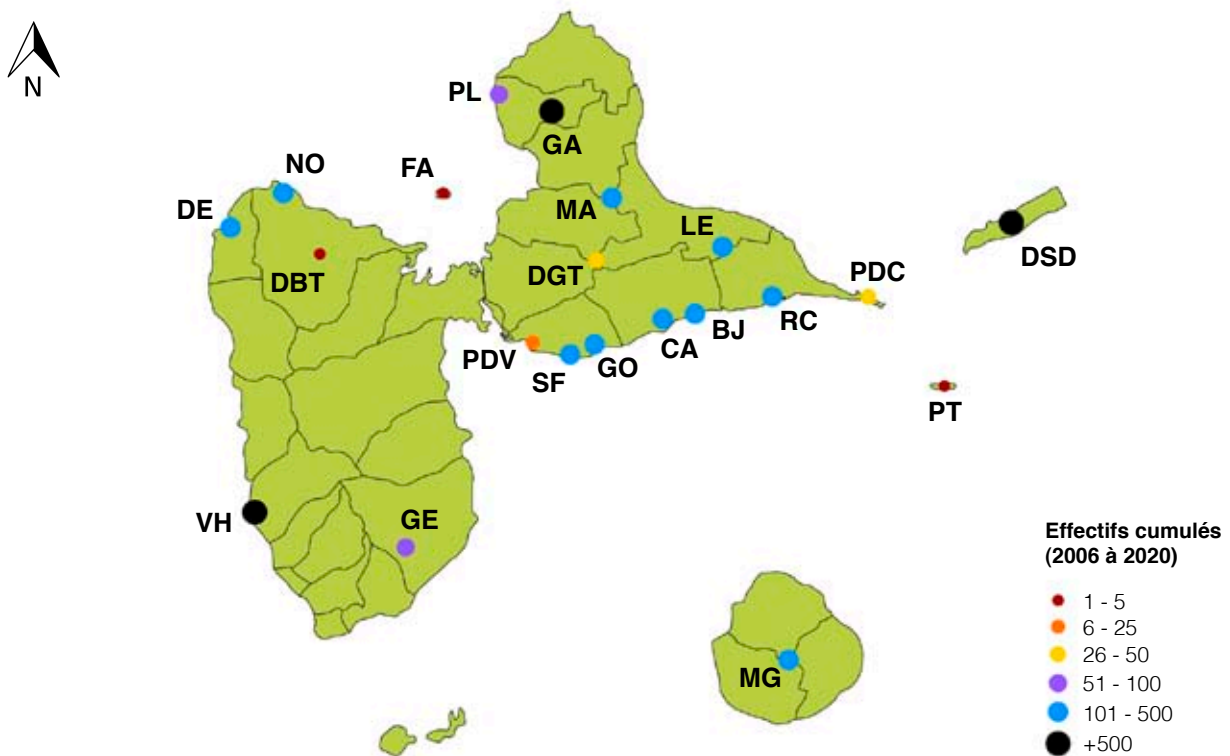 N
PL
GA
NO
FA
DE
MA
LE
DSD
DBT
DGT
PDC
RC
BJ
CA
PDV
GO
SF
PT
VH
GE
MG
Effectifs cumulés
(2006 à 2020)
1 - 5
6 - 25
26 - 50
51 - 100
101 - 500
+500